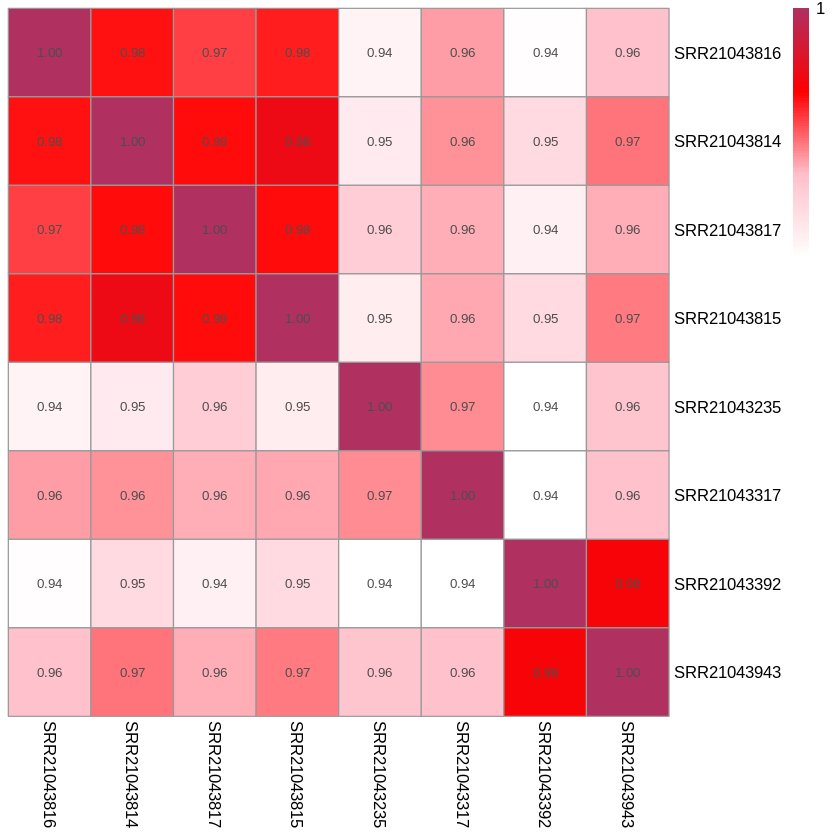 1
1.00 0.98 0.97 0.98 0.94 0.96 0.94 0.96 SRR21043816
0.98 1.00 0.98 0.98 0.95 0.96 0.95 0.97 SRR21043814
0.97 0.98 1.00 0.98 0.96 0.96 0.94 0.96 SRR21043817
0.98 0.98 0.98 1.00 0.95 0.96 0.95 0.97 SRR21043815
0.94 0.95 0.96 0.95 1.00 0.97 0.94 0.96 SRR21043235
0.96 0.96 0.96 0.96 0.97 1.00 0.94 0.96 SRR21043317
0.94 0.95 0.94 0.95 0.94 0.94 1.00 0.98 SRR21043392
0.96 0.97 0.96 0.97 0.96 0.96 0.98 1.00 SRR21043943
SRR21043816
SRR21043814
SRR21043817
SRR21043815
SRR21043235
SRR21043317
SRR21043392
SRR21043943